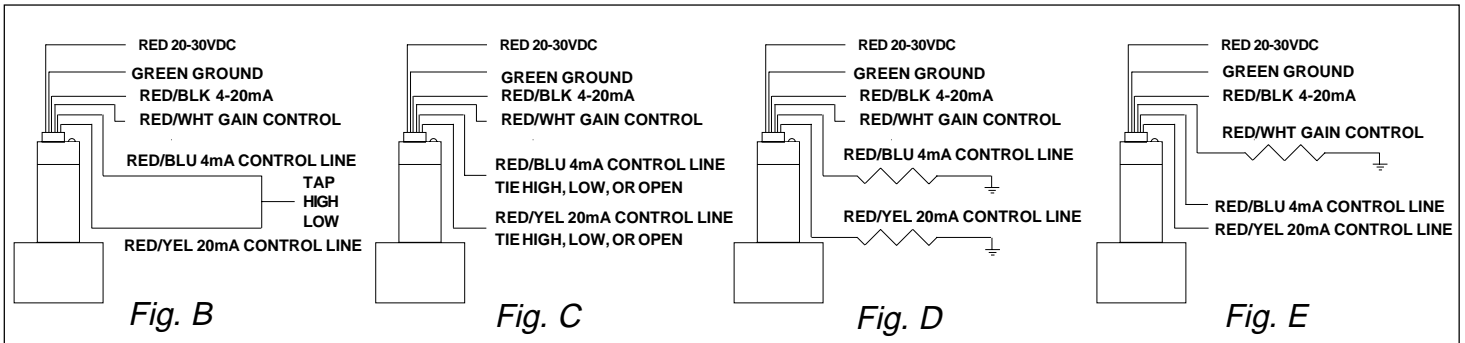 RED 20-30VDC
GREEN GROUND
RED/BLK 4-20mA
RED/WHT GAIN CONTROL
RED/BLU 4mA CONTROL LINE
TAP
HIGH
LOW
RED/YEL 20mA CONTROL LINE
Fig. B
RED 20-30VDC
GREEN GROUND
RED/BLK 4-20mA
RED/WHT GAIN CONTROL
RED/BLU 4mA CONTROL LINE
TIE HIGH, LOW, OR OPEN
RED/YEL 20mA CONTROL LINE
TIE HIGH, LOW, OR OPEN
Fig. C
RED 20-30VDC
GREEN GROUND
RED/BLK 4-20mA
RED/WHT GAIN CONTROL
RED/BLU 4mA CONTROL LINE
RED/YEL 20mA CONTROL LINE
Fig. D
RED 20-30VDC
GREEN GROUND
RED/BLK 4-20mA
RED/WHT GAIN CONTROL
RED/BLU 4mA CONTROL LINE
RED/YEL 20mA CONTROL LINE
Fig. E